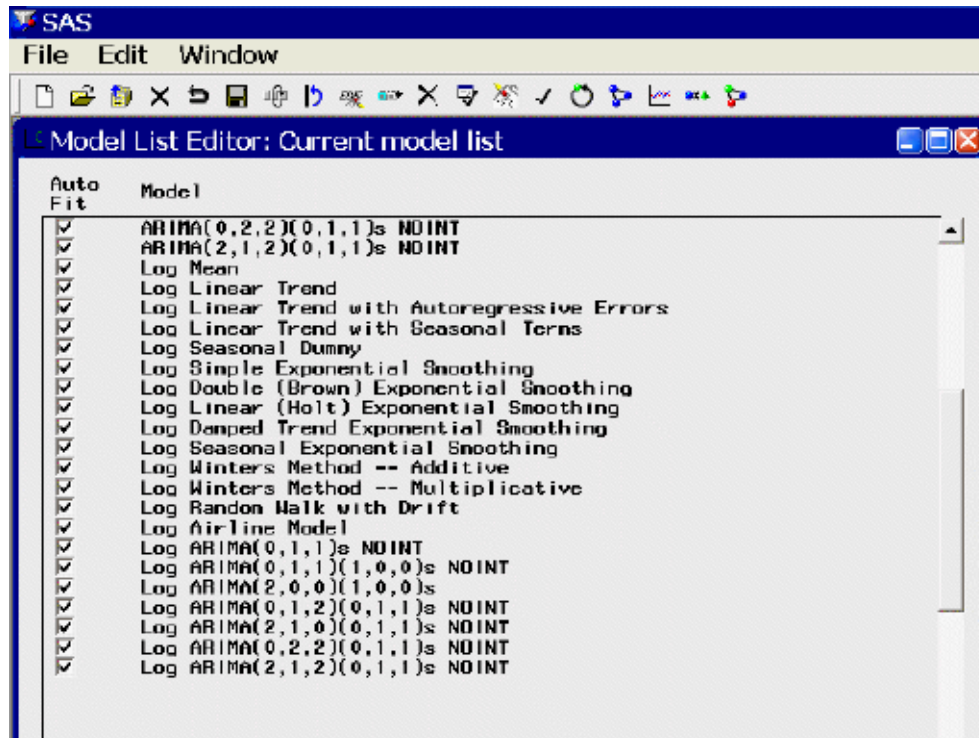 SAS
File Edit Window
Model List Editor: Current model list
Auto Fit Model
ARIMA(0,2,2)(0,1,1)s NOINT
ARIMA(2,1,2)(0,1,1)s NOINT
Log Mean
Log Linear Trend
Log Linear Trend with Autoregressive Errors
Log Linear Trend with Seasonal Terms
Log Seasonal Dummy
Log Simple Exponential Smoothing
Log Double (Brown) Exponential Smoothing
Log Linear (Holt) Exponential Smoothing
Log Damped Trend Exponential Smoothing
Log Seasonal Exponential Smoothing
Log Winters Method -- Additive
Log Winters Method -- Multiplicative
Log Random Walk with Drift
Log Airline Model
Log ARIMA(0,1,1)s NOINT
Log ARIMA(0,1,1)(1,0,0)s NOINT
Log ARIMA(2,0,0)(1,0,0)s
Log ARIMA(0,1,2)(0,1,1)s NOINT
Log ARIMA(2,1,0)(0,1,1)s NOINT
Log ARIMA(0,2,2)(0,1,1)s NOINT
Log ARIMA(2,1,2)(0,1,1)s NOINT